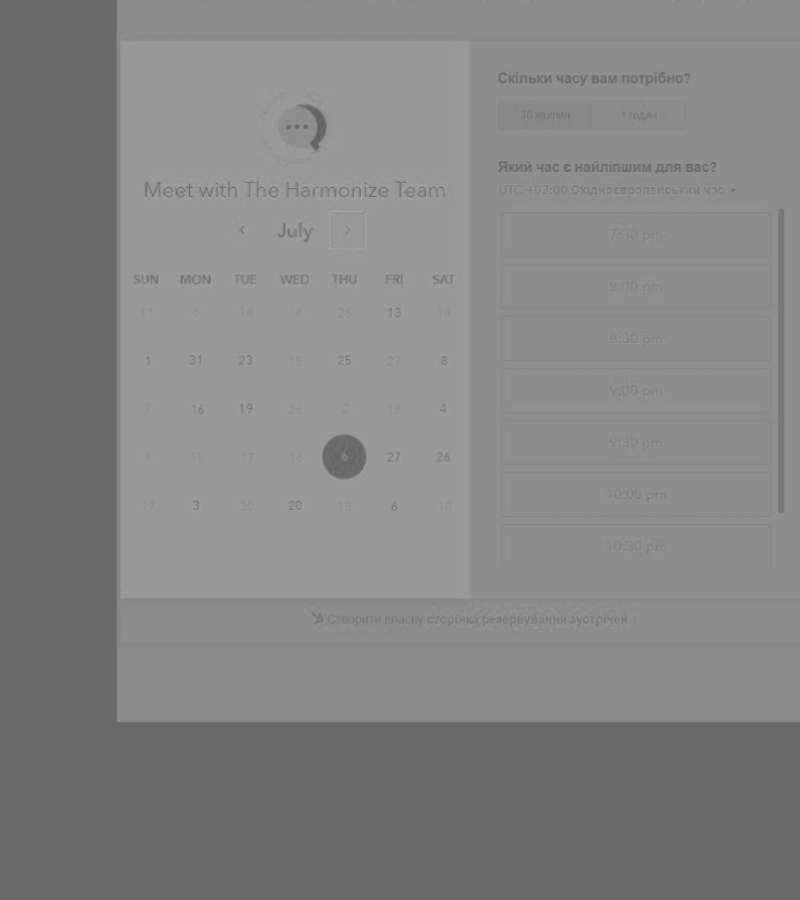 Meet with The Harmonize Team
July
SUN MON TUE WED THU FRI SAT
11 6 14 16 26 13 14
1 31 23 18 25 27 8
7 16 19 26 2 18 4
1 15 17 16 6 27 26
17 3 30 20 18 6 10
Скільки часу вам потрібно?
30 хвилин 1 годин
Який час є найліпшим для вас?
UTC +02:00 Східноєвропейський час
7:30 pm
8:00 pm
8:30 pm
9:00 pm
9:30 pm
10:00 pm
10:30 pm
Створити власну сторінка резервування зустрічей